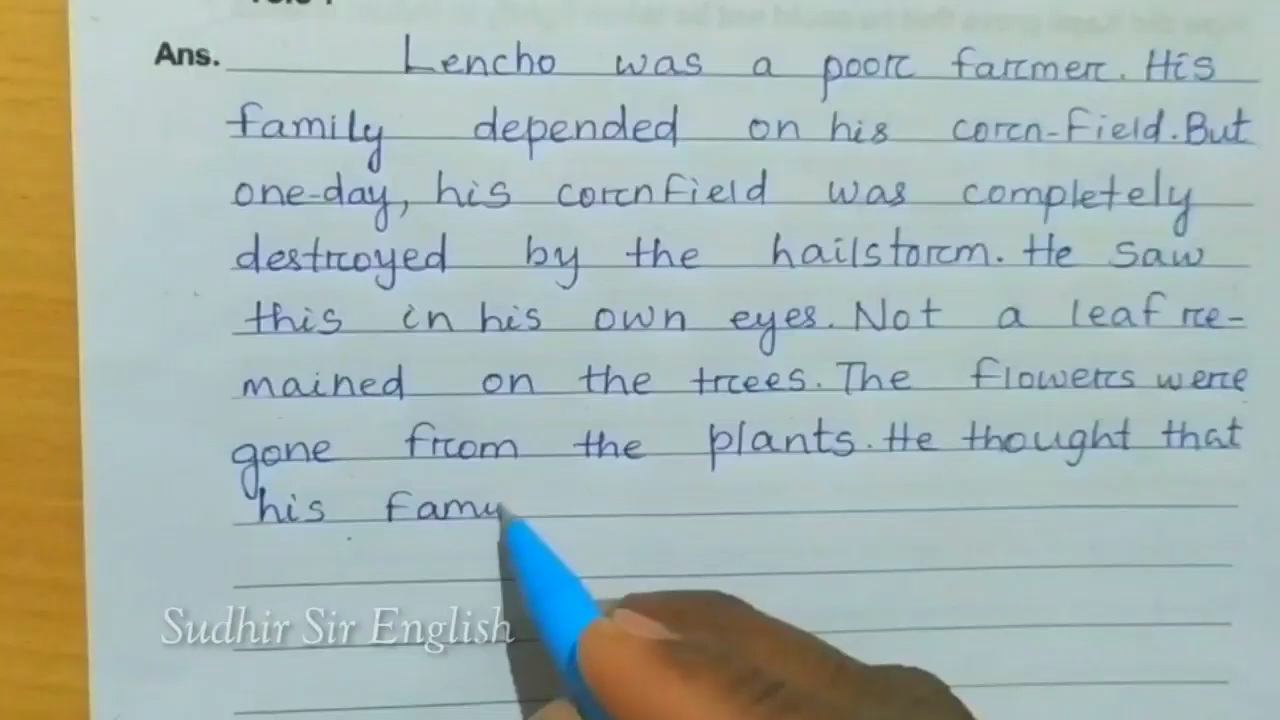 Ans. Lencho was a poor farmer. His
family depended on his corn-field. But
one-day, his cornfield was completely
destroyed by the hailstorm. He saw
this in his own eyes. Not a leaf re-
mained on the trees. The flowers were
gone from the plants. He thought that
his
Sudhir Sir English